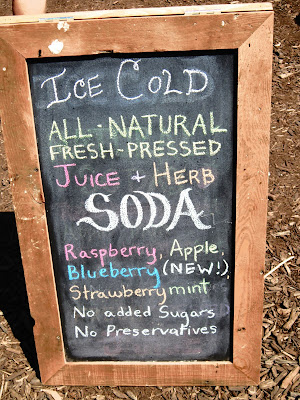 Ice Cold
ALL-NATURAL
FRESH-PRESSED
Juice + Herb
SODA
Raspberry, Apple,
Blueberry (NEW!),
Strawberry mint
No added Sugars
No Preservatives